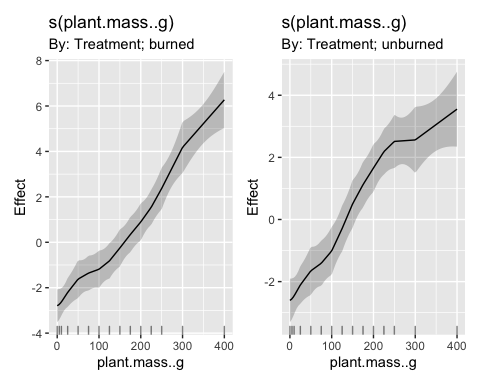 s(plant.mass..g)
By: Treatment; burned
8
6
4
2
0
-2
-4
Effect
0 100 200 300 400
plant.mass..g
s(plant.mass..g)
By: Treatment; unburned
4
2
0
-2
Effect
0 100 200 300 400
plant.mass..g